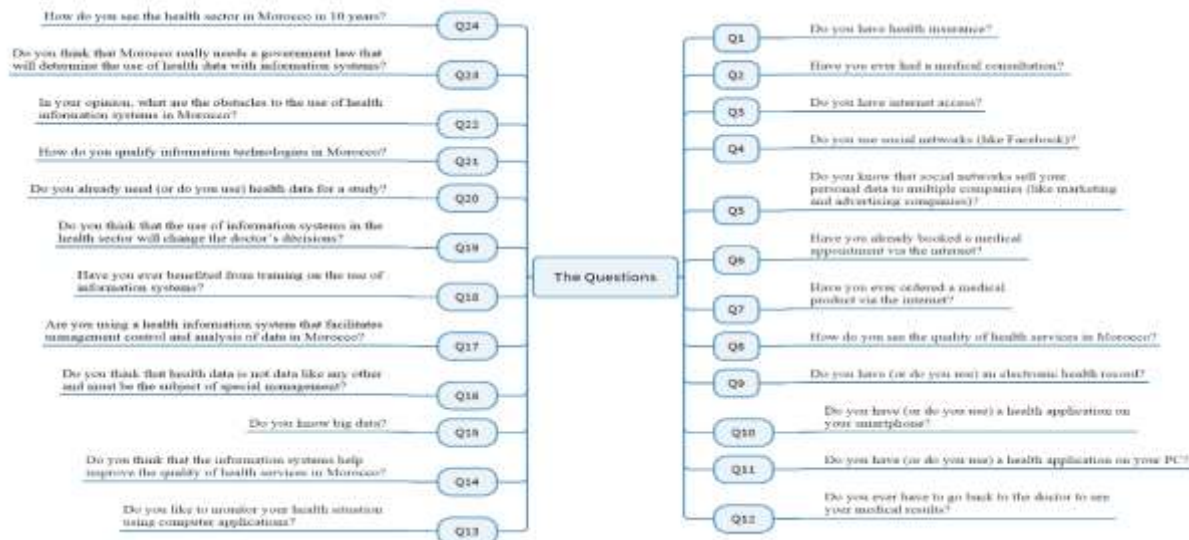 The Questions
Q1
Do you have health insurance?
Q2
Have you ever had a medical consultation?
Q3
Do you have internet access?
Q4
Do you use social networks (like Facebook)?
Q5
Do you know that social networks sell your
personal data to multiple companies (like marketing
and advertising companies)?
Q6
Have you already booked a medical
appointment via the internet?
Q7
Have you ever ordered a medical
product via the internet?
Q8
How do you see the quality of health services in Morocco?
Q9
Do you have (or do you use) an electronic health record?
Q10
Do you have (or do you use) a health application on
your smartphone?
Q11
Do you have (or do you use) a health application on your PC?
Q12
Do you ever have to go back to the doctor to see
your medical results?
Q24
How do you see the health sector in Morocco in 10 years?
Q23
Do you think that Morocco really needs a government law that
will determine the use of health data with information systems?
Q22
In your opinion, what are the obstacles to the use of health
information systems in Morocco?
Q21
How do you qualify information technologies in Morocco?
Q20
Do you already need (or do you use) health data for a study?
Q19
Do you think that the use of information systems in the
health sector will change the doctor's decisions?
Q18
Have you ever benefited from training on the use of
information systems?
Q17
Are you using a health information system that facilitates
management control and analysis of data in Morocco?
Q16
Do you think that health data is not data like any other
and must be the subject of special management?
Q15
Do you know big data?
Q14
Do you think that the information systems help
improve the quality of health services in Morocco?
Q13
Do you like to monitor your health situation
using computer applications?